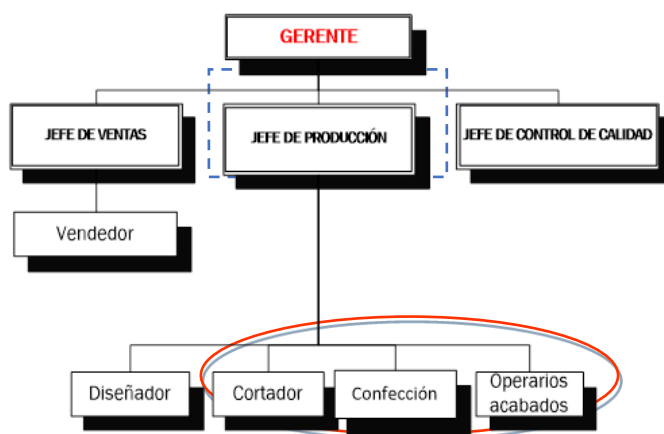 GERENTE
JEFE DE VENTAS
JEFE DE PRODUCCIÓN
JEFE DE CONTROL DE CALIDAD
Vendedor
Diseñador
Cortador
Confección
Operarios
acabados